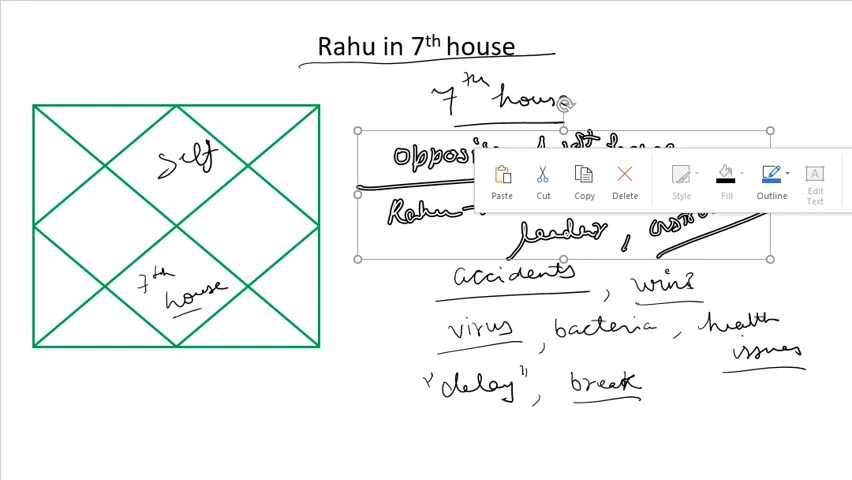 Rahu in 7th house
7th house
Self
7th house
Paste Cut Copy Delete Style Fill Outline Edit Text
Rahu
leader,
accidents,
virus, bacteria, health
issues
"delay", break